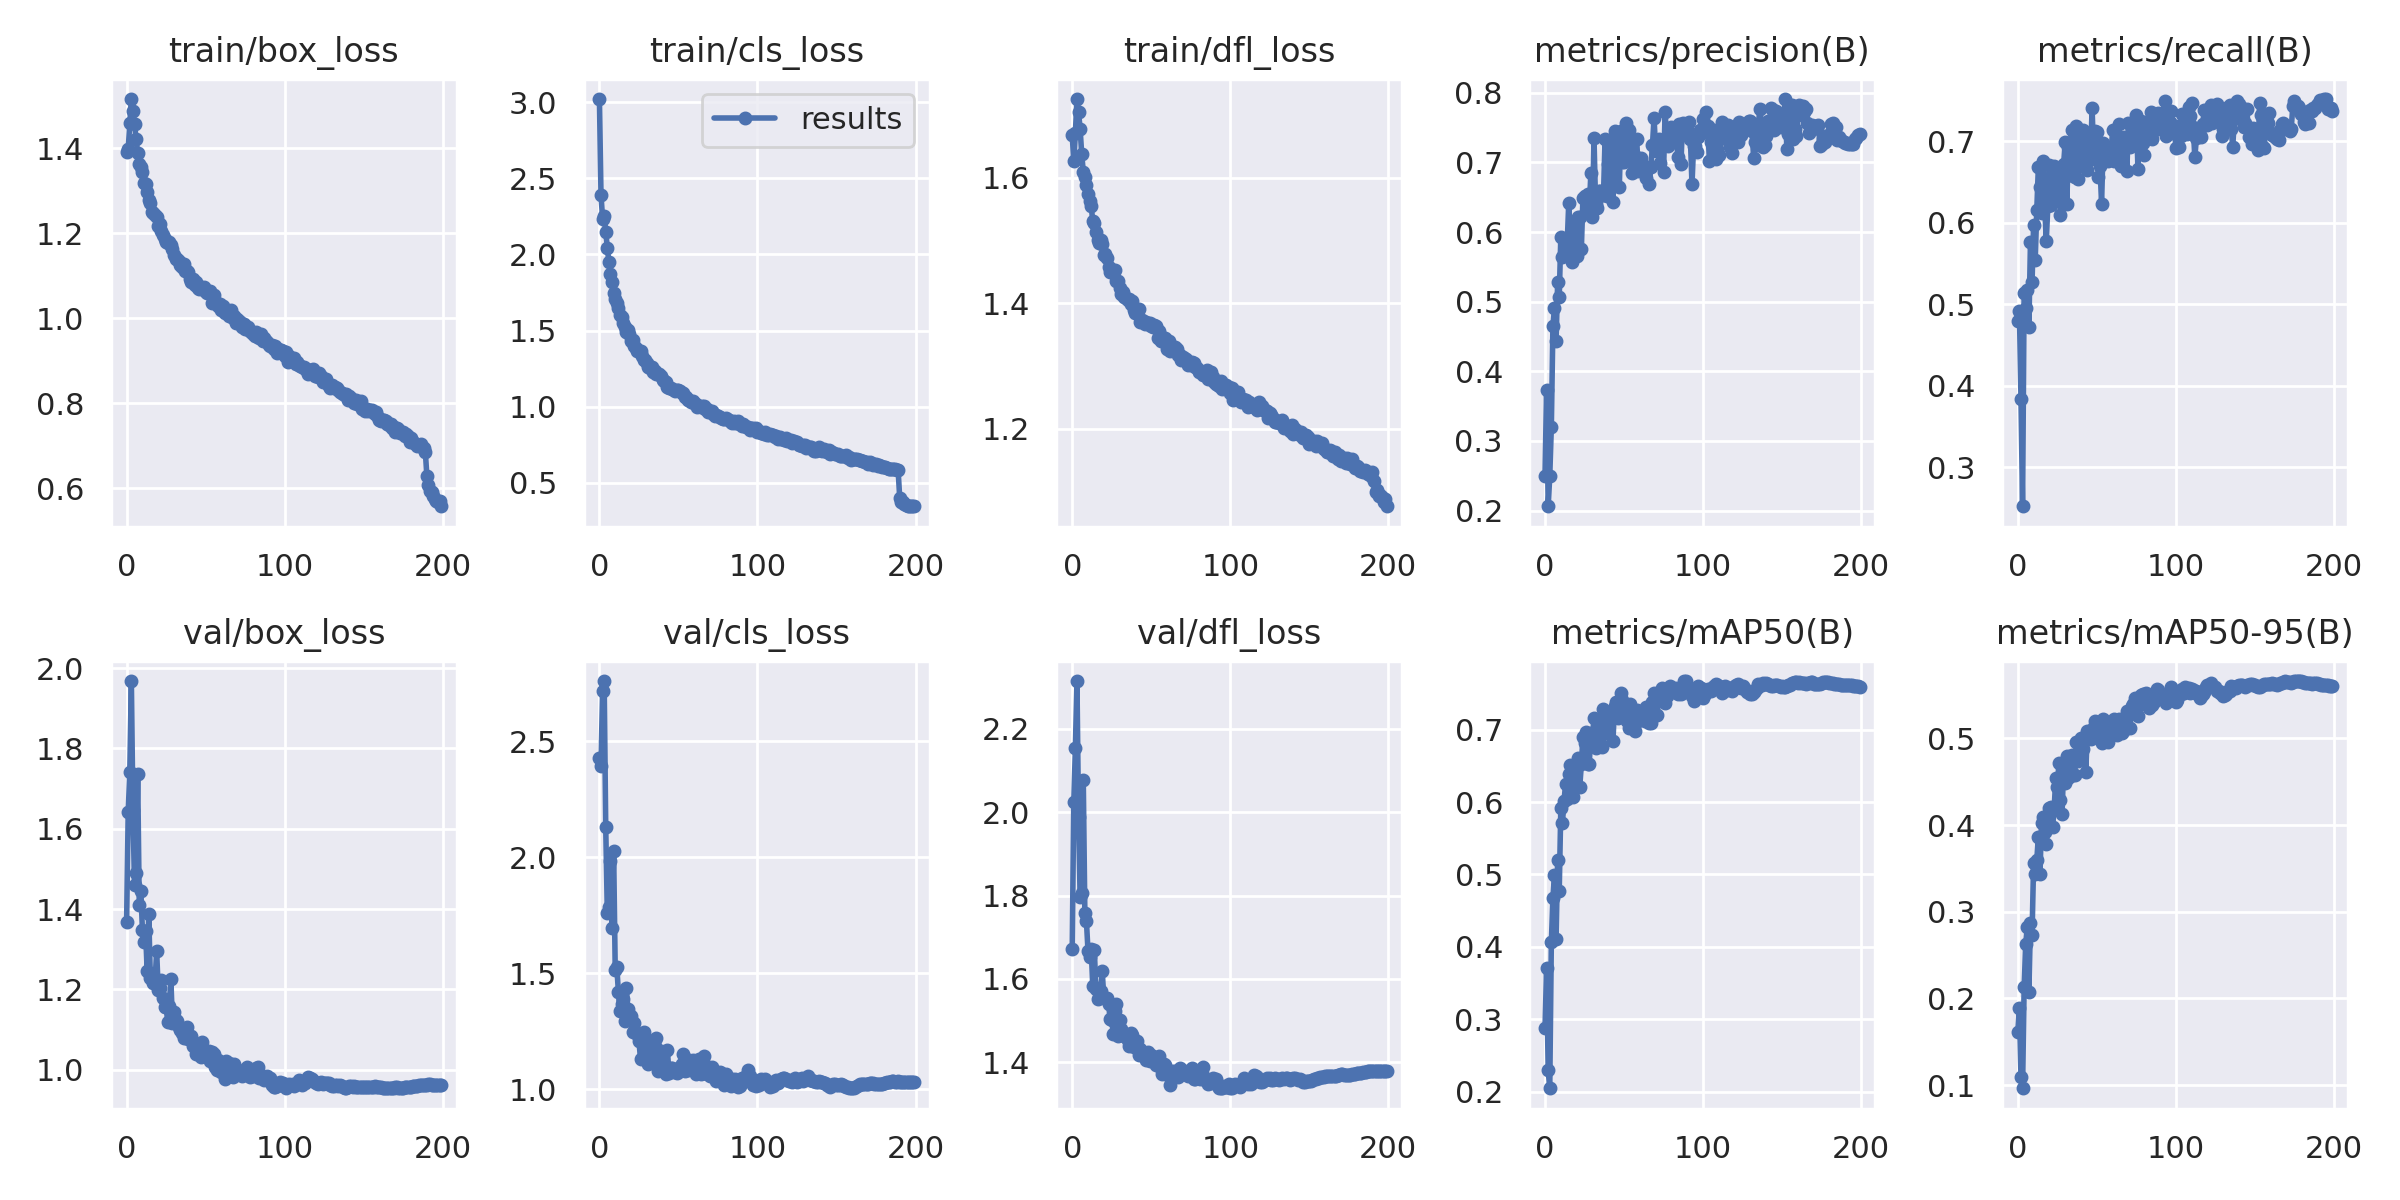 train/box_loss
1.4
1.2
1.0
0.8
0.6
0 100 200
train/cls_loss
results
3.0
2.5
2.0
1.5
1.0
0.5
0 100 200
train/dfl_loss
1.6
1.4
1.2
0 100 200
metrics/precision(B)
0.8
0.7
0.6
0.5
0.4
0.3
0.2
0 100 200
metrics/recall(B)
0.7
0.6
0.5
0.4
0.3
0 100 200
val/box_loss
2.0
1.8
1.6
1.4
1.2
1.0
0 100 200
val/cls_loss
2.5
2.0
1.5
1.0
0 100 200
val/dfl_loss
2.2
2.0
1.8
1.6
1.4
0 100 200
metrics/mAP50(B)
0.7
0.6
0.5
0.4
0.3
0.2
0 100 200
metrics/mAP50-95(B)
0.5
0.4
0.3
0.2
0.1
0 100 200